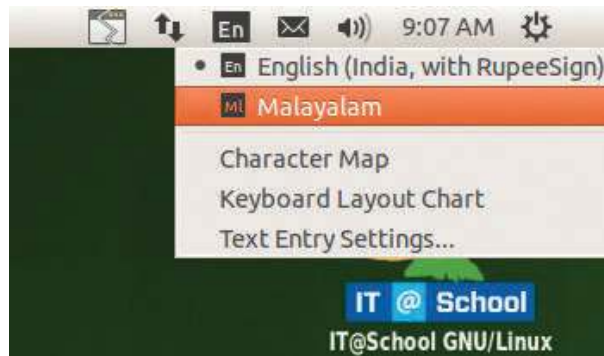 En 9:07 AM
En English (India, with RupeeSign)
Ml Malayalam
Character Map
Keyboard Layout Chart
Text Entry Settings...
IT @ School
IT@School GNU/Linux